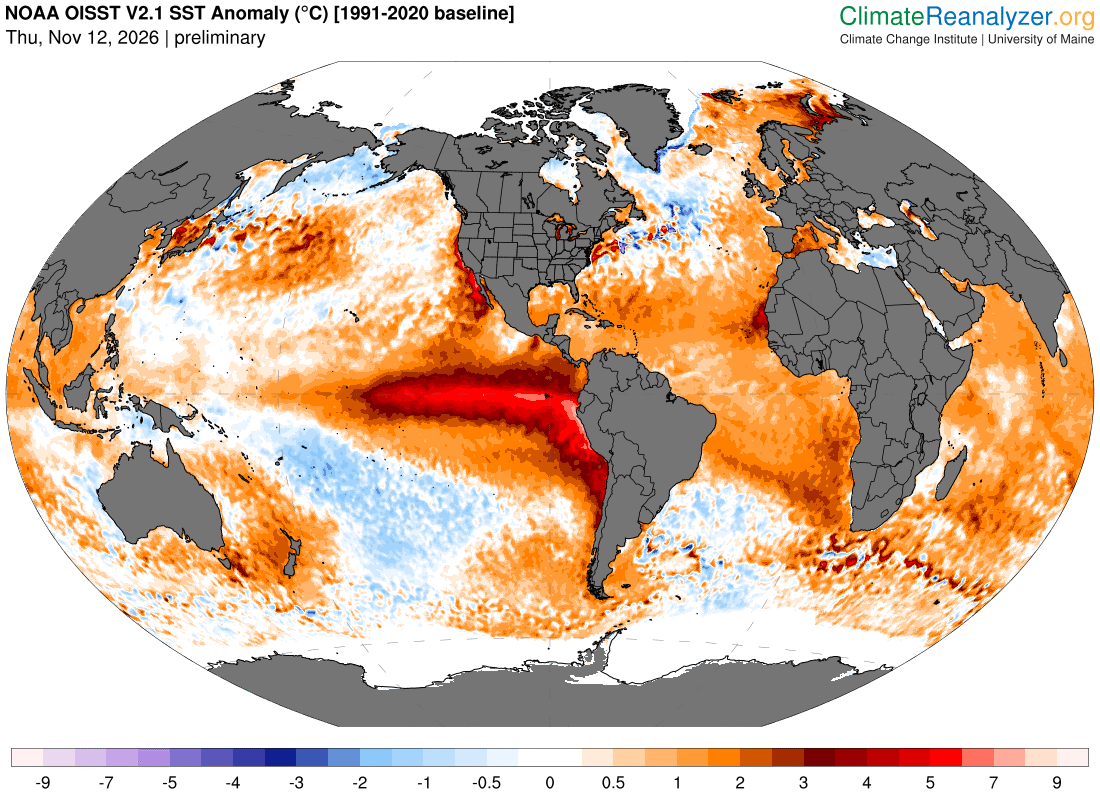 NOAA OISST V2.1 SST Anomaly (°C) [1991-2020 baseline]
Thu, Nov 12, 2026 | preliminary
ClimateReanalyzer.org
Climate Change Institute | University of Maine
-9 -7 -5 -4 -3 -2 -1 -0.5 0 0.5 1 2 3 4 5 7 9